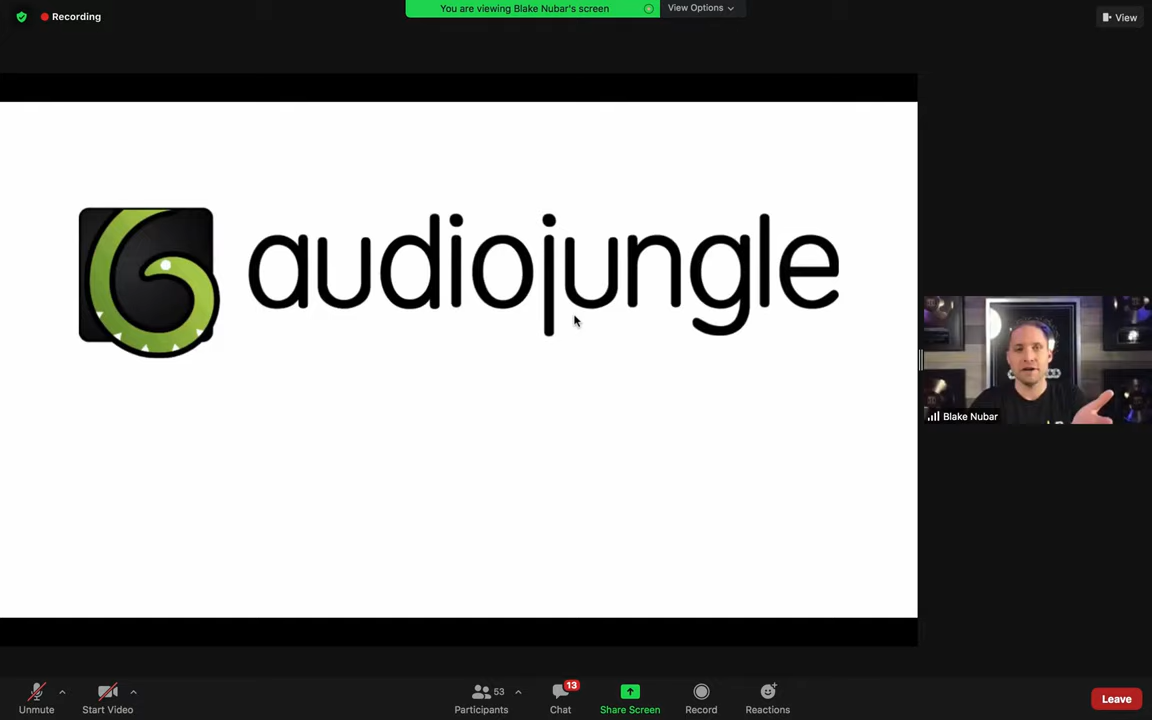 Recording
You are viewing Blake Nubar's screen
View Options
View
audiojungle
Blake Nubar
Unmute
Start Video
53
Participants
13
Chat
Share Screen
Record
Reactions
Leave